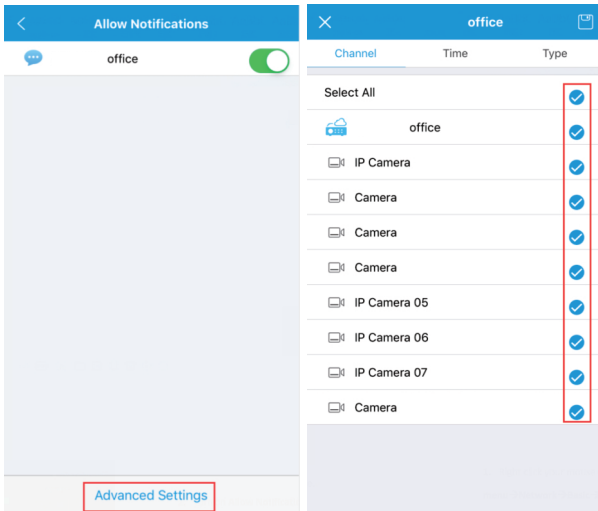 Allow Notifications
office
Advanced Settings
office
Channel Time Type
Select All
office
IP Camera
Camera
Camera
Camera
IP Camera 05
IP Camera 06
IP Camera 07
Camera